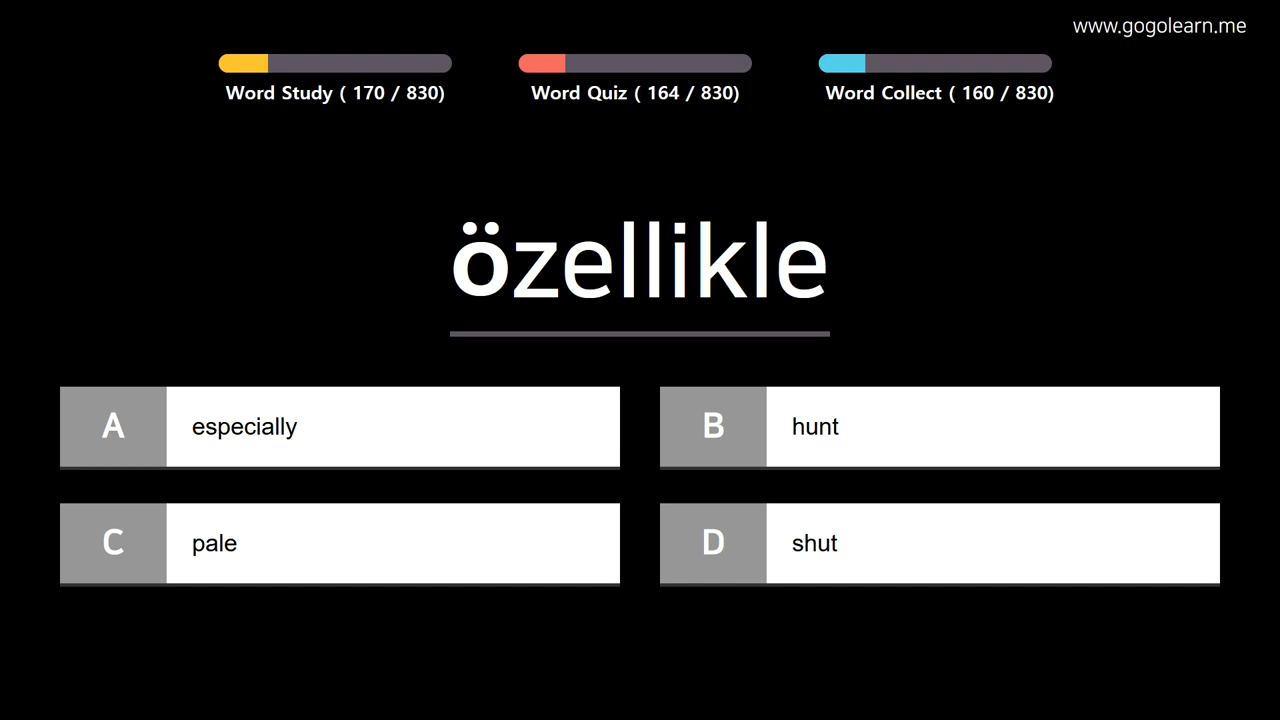 www.gogolearn.me
Word Study ( 170 / 830)
Word Quiz ( 164 / 830)
Word Collect ( 160 / 830)
özellikle
A especially
B hunt
C pale
D shut